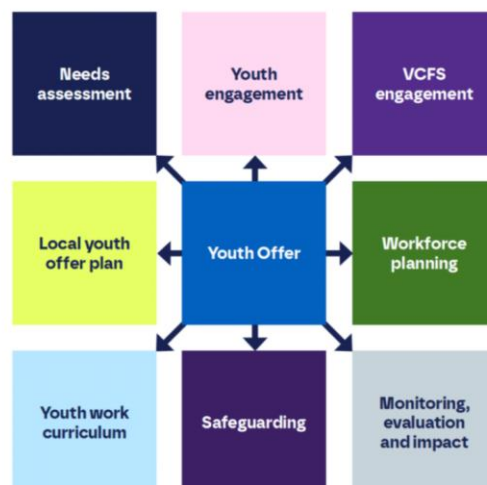 Needs
assessment
Youth
engagement
VCFS
engagement
Local youth
offer plan
Youth Offer
Workforce
planning
Youth work
curriculum
Safeguarding
Monitoring,
evaluation
and impact